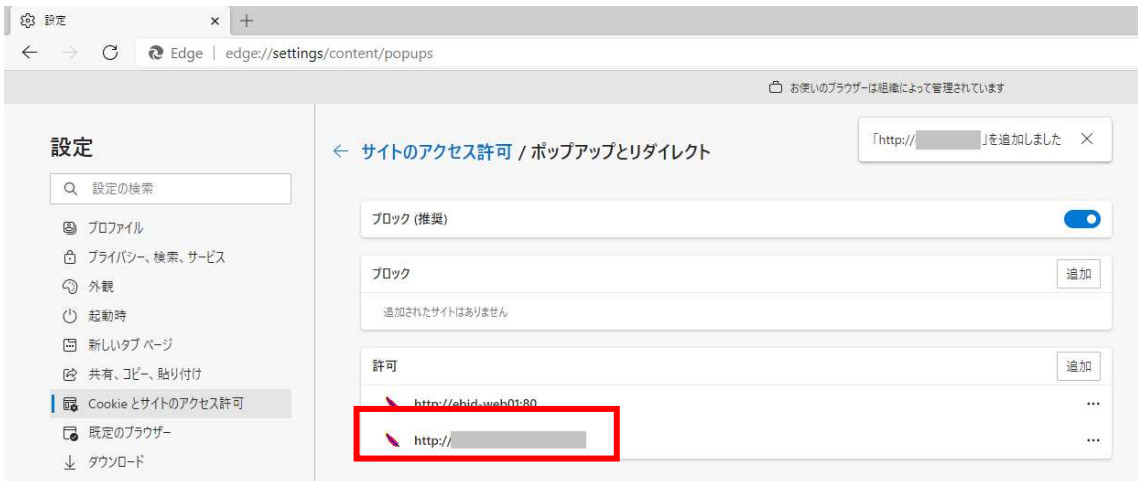 設定
Edge | edge://settings/content/popups
お使いのブラウザーは組織によって管理されています
「http:// 」を追加しました
設定
設定の検索
プロファイル
プライバシー、検索、サービス
外観
起動時
新しいタブ ページ
共有、コピー、貼り付け
Cookie とサイトのアクセス許可
既定のブラウザー
ダウンロード
サイトのアクセス許可 / ポップアップとリダイレクト
ブロック (推奨)
ブロック
追加
追加されたサイトはありません
許可
追加
http://ebid-web01:80
http://